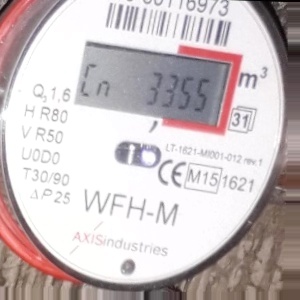 00116973
Cn 3355 m³
Q₃1,6
H R80
V R50
U0D0
T30/90
ΔP25
31
LT-1621-MI001-012 rev.1
CE M15 1621
WFH-M
AXISindustries